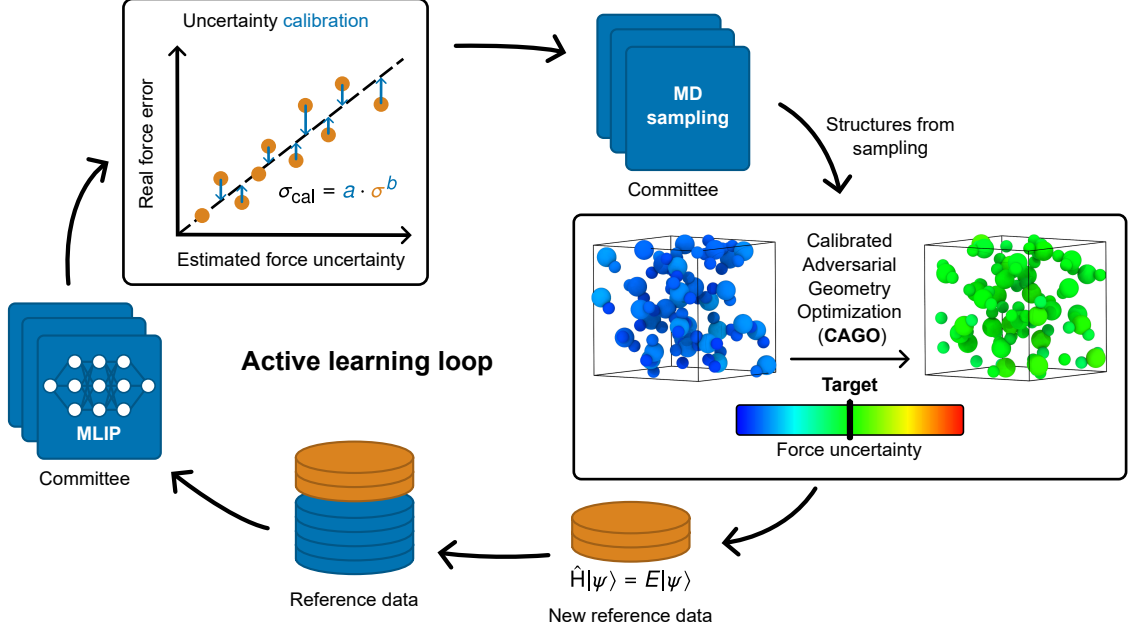 Uncertainty calibration
Real force error
σcal = a · σ^b
Estimated force uncertainty
MD
sampling
Committee
Structures from
sampling
Calibrated
Adversarial
Geometry
Optimization
(CAGO)
Target
Force uncertainty
Active learning loop
MLIP
Committee
Reference data
Ĥ|ψ⟩ = E|ψ⟩
New reference data